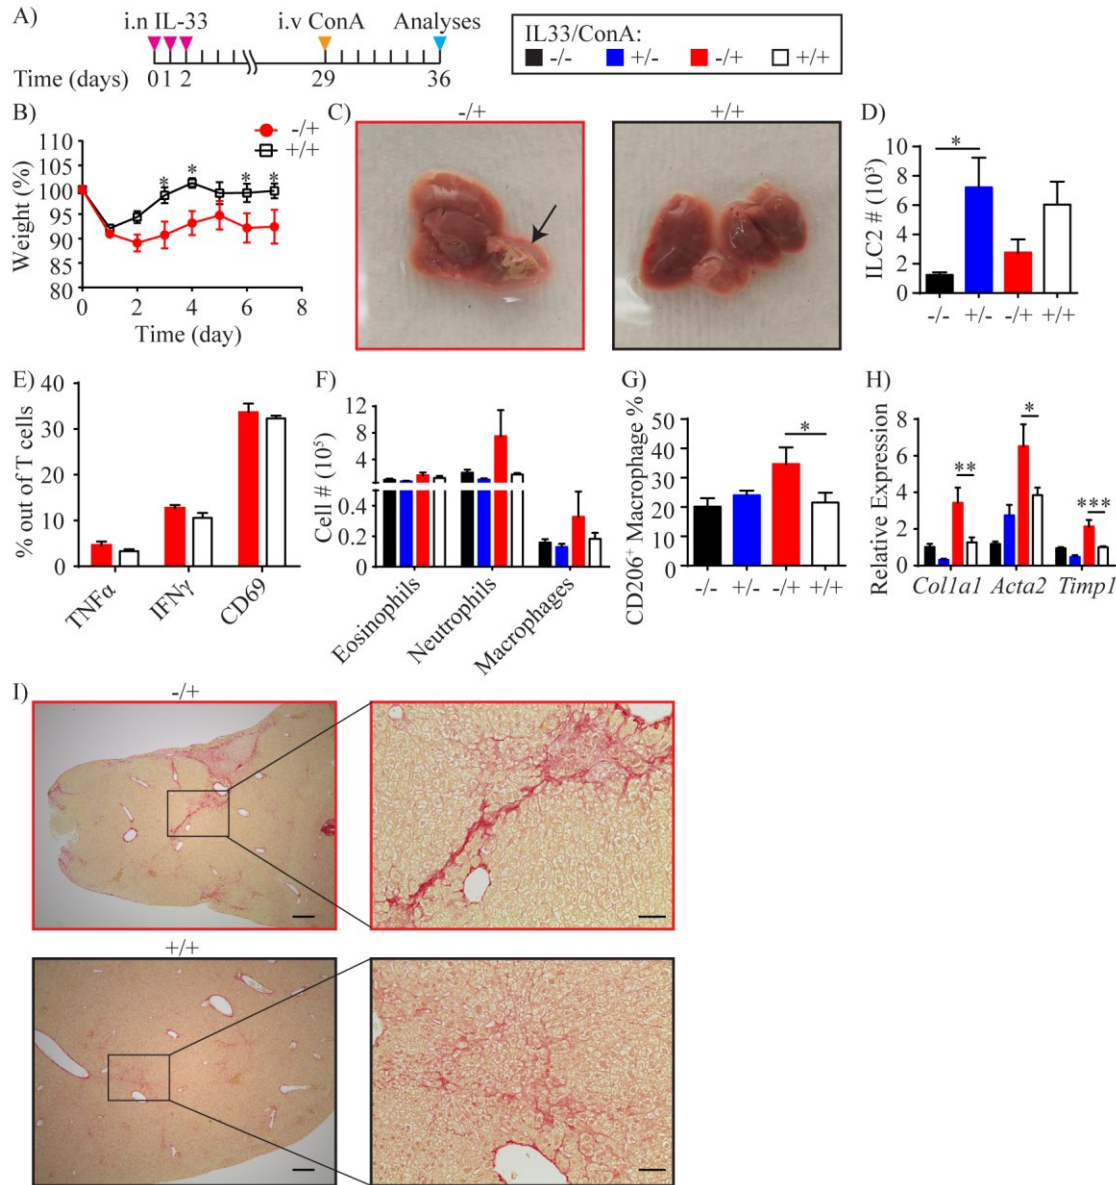 A)
i.n IL-33 i.v ConA Analyses
Time (days) 0 1 2 29 36
IL33/ConA:
-/- +/- -/+ +/+
B)
-/+
+/+
Weight (%)
110
105
100
95
90
85
80
* * * *
0 2 4 6 8
Time (day)
C)
-/+ +/+
D)
ILC2 # (10³)
10
8
6
4
2
0
*
-/- +/- -/+ +/+
E)
% out of T cells
40
30
20
10
0
TNFα IFNγ CD69
F)
Cell # (10⁵)
12
8
4
0.4
0.2
0
Eosinophils Neutrophils Macrophages
G)
CD206⁺ Macrophage %
50
40
30
20
10
0
*
-/- +/- -/+ +/+
H)
Relative Expression
8
6
4
2
0
** * ***
Col1a1 Acta2 Timp1
I)
-/+
+/+